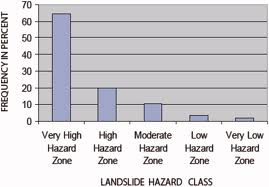 FREQUENCY IN PERCENT
70
60
50
40
30
20
10
0
Very High Hazard Zone
High Hazard Zone
Moderate Hazard Zone
Low Hazard Zone
Very Low Hazard Zone
LANDSLIDE HAZARD CLASS